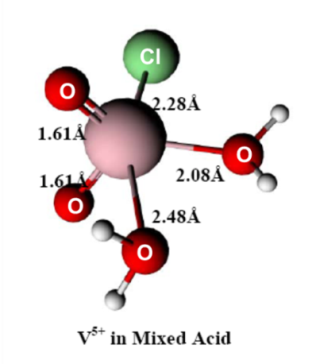 Cl
O
2.28Å
1.61Å
O
2.08Å
1.61Å
O
2.48Å
O
V⁵⁺ in Mixed Acid